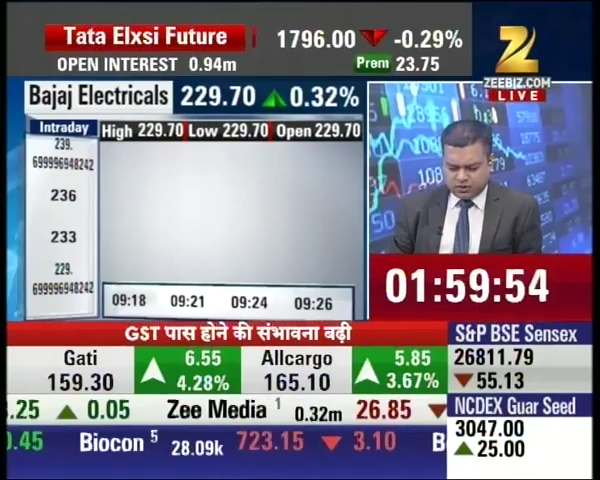 Tata Elxsi Future 1796.00 -0.29%
OPEN INTEREST 0.94m Prem 23.75
ZEEBIZ.COM
LIVE
Bajaj Electricals 229.70 0.32%
Intraday High 229.70 Low 229.70 Open 229.70
239.
699996948242
236
233
229.
699996948242
09:18 09:21 09:24 09:26
01:59:54
GST पास होने की संभावना बढ़ी
Gati 6.55 Allcargo 5.85
159.30 4.28% 165.10 3.67%
S&P BSE Sensex
26811.79
55.13
.25 0.05 Zee Media 1 0.32m 26.85
NCDEX Guar Seed
3047.00
25.00
0.45 Biocon 5 28.09k 723.15 3.10 B